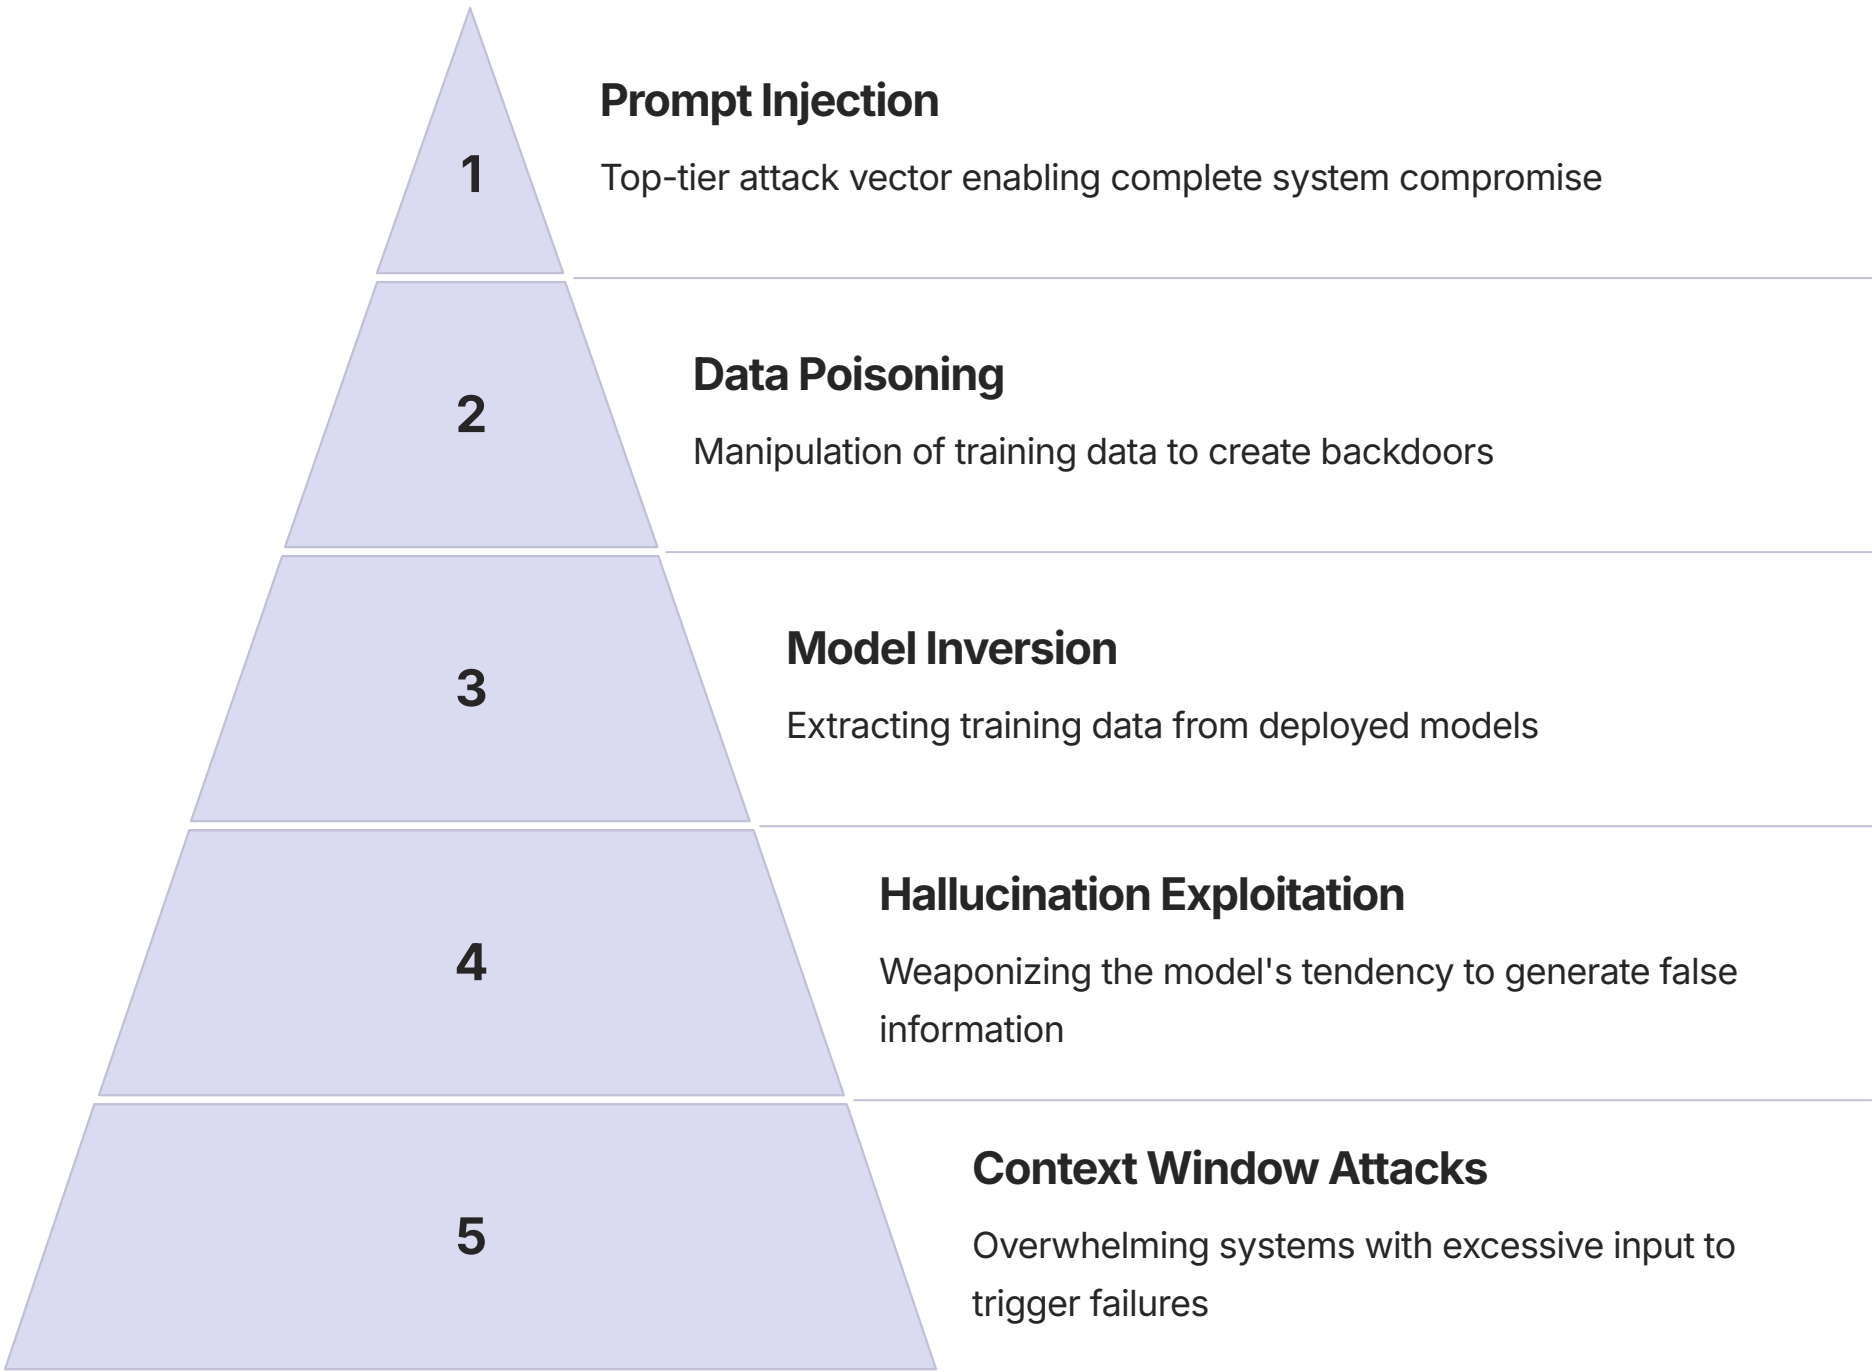 Prompt Injection
1
Top-tier attack vector enabling complete system compromise
Data Poisoning
2
Manipulation of training data to create backdoors
Model Inversion
3
Extracting training data from deployed models
Hallucination Exploitation
4
Weaponizing the model's tendency to generate false
information
Context Window Attacks
5
Overwhelming systems with excessive input to
trigger failures